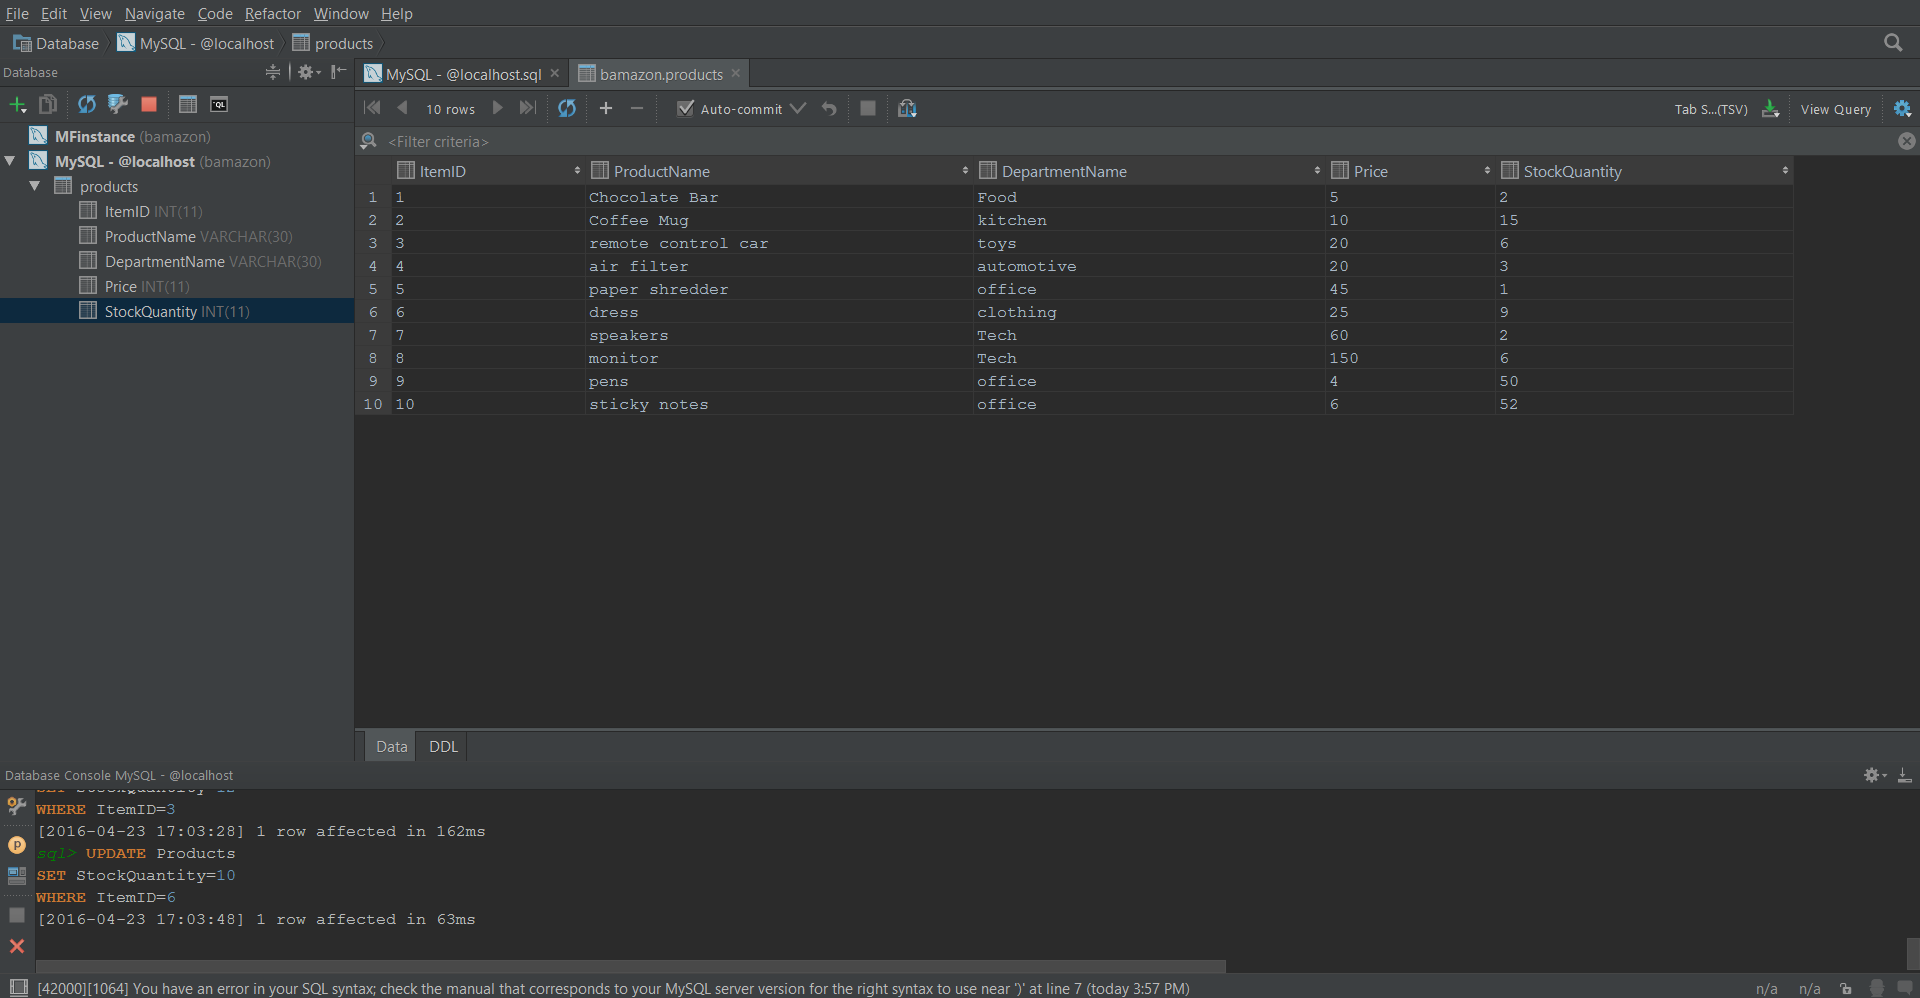 File Edit View Navigate Code Refactor Window Help
Database MySQL - @localhost products
Database
MySQL - @localhost.sql bamazon.products
10 rows Auto-commit Tab S...(TSV) View Query
<Filter criteria>
MFinstance (bamazon)
MySQL - @localhost (bamazon)
products
ItemID INT(11)
ProductName VARCHAR(30)
DepartmentName VARCHAR(30)
Price INT(11)
StockQuantity INT(11)
ItemID ProductName DepartmentName Price StockQuantity
1 1 Chocolate Bar Food 5 2
2 2 Coffee Mug kitchen 10 15
3 3 remote control car toys 20 6
4 4 air filter automotive 20 3
5 5 paper shredder office 45 1
6 6 dress clothing 25 9
7 7 speakers Tech 60 2
8 8 monitor Tech 150 6
9 9 pens office 4 50
10 10 sticky notes office 6 52
Data DDL
Database Console MySQL - @localhost
WHERE ItemID=3
[2016-04-23 17:03:28] 1 row affected in 162ms
sql> UPDATE Products
SET StockQuantity=10
WHERE ItemID=6
[2016-04-23 17:03:48] 1 row affected in 63ms
[42000][1064] You have an error in your SQL syntax; check the manual that corresponds to your MySQL server version for the right syntax to use near ')' at line 7 (today 3:57 PM)
n/a n/a